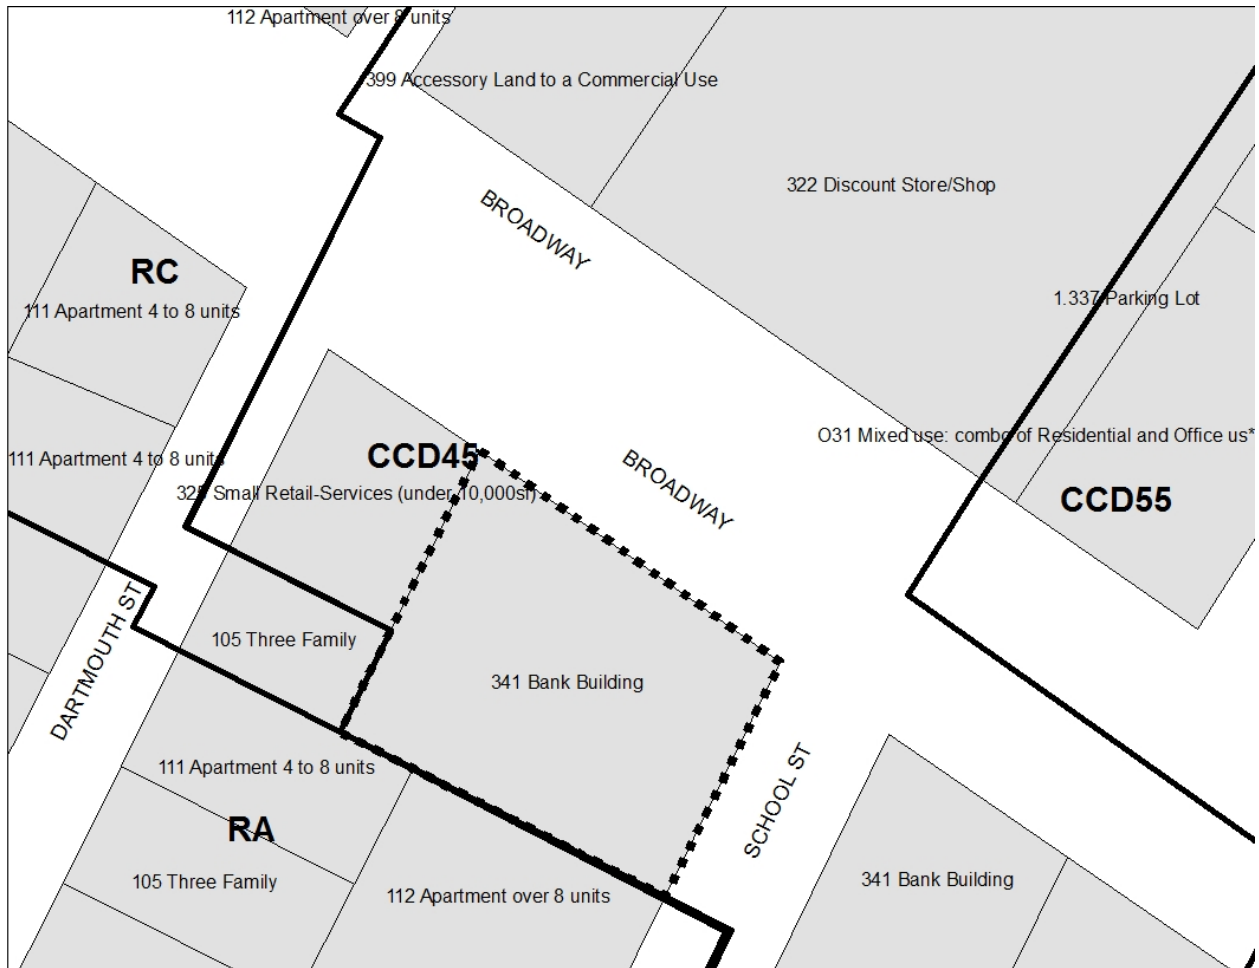 112 Apartment over 8 units
399 Accessory Land to a Commercial Use
322 Discount Store/Shop
BROADWAY
RC
111 Apartment 4 to 8 units
1.337 Parking Lot
O31 Mixed use: combo of Residential and Office us*
CCD45
111 Apartment 4 to 8 units
325 Small Retail-Services (under 10,000sf)
BROADWAY
CCD55
DARTMOUTH ST
105 Three Family
341 Bank Building
111 Apartment 4 to 8 units
SCHOOL ST
RA
105 Three Family
112 Apartment over 8 units
341 Bank Building